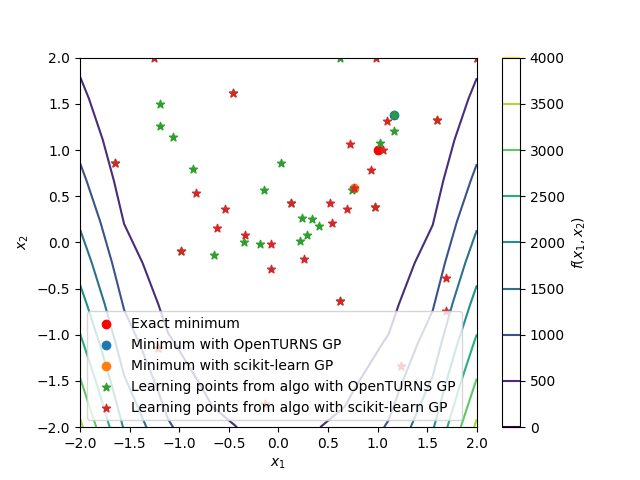 2.0
1.5
1.0
0.5
0.0
−0.5
−1.0
−1.5
−2.0
x₂
−2.0 −1.5 −1.0 −0.5 0.0 0.5 1.0 1.5 2.0
x₁
Exact minimum
Minimum with OpenTURNS GP
Minimum with scikit-learn GP
Learning points from algo with OpenTURNS GP
Learning points from algo with scikit-learn GP
4000
3500
3000
2500
2000
1500
1000
500
0
f(x₁, x₂)